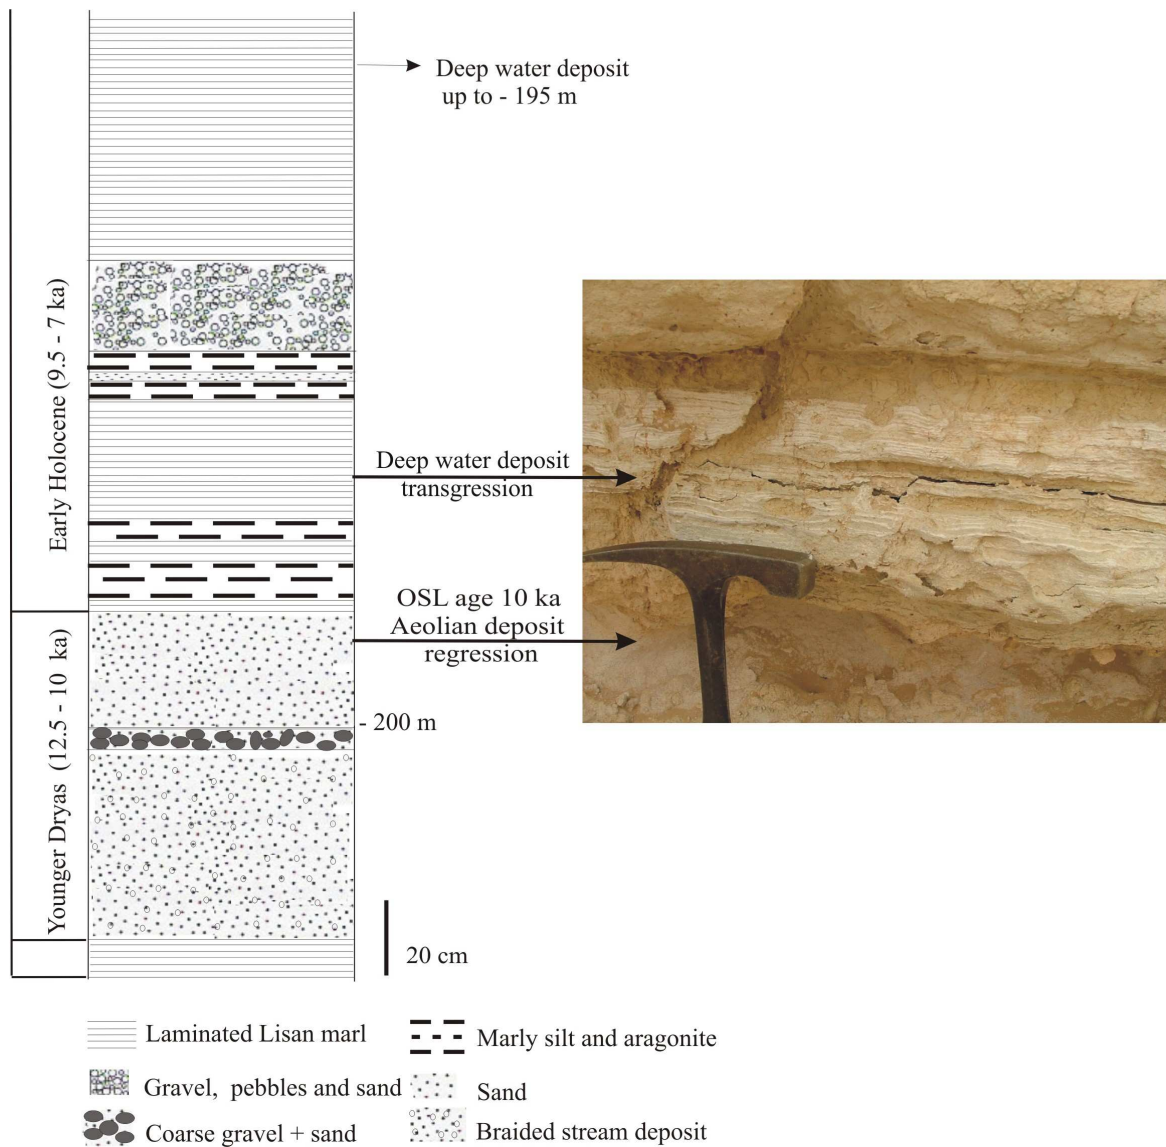 Deep water deposit
up to - 195 m
Early Holocene (9.5 - 7 ka)
Deep water deposit
transgression
OSL age 10 ka
Aeolian deposit
regression
- 200 m
Younger Dryas (12.5 - 10 ka)
20 cm
Laminated Lisan marl
Marly silt and aragonite
Gravel, pebbles and sand
Sand
Coarse gravel + sand
Braided stream deposit